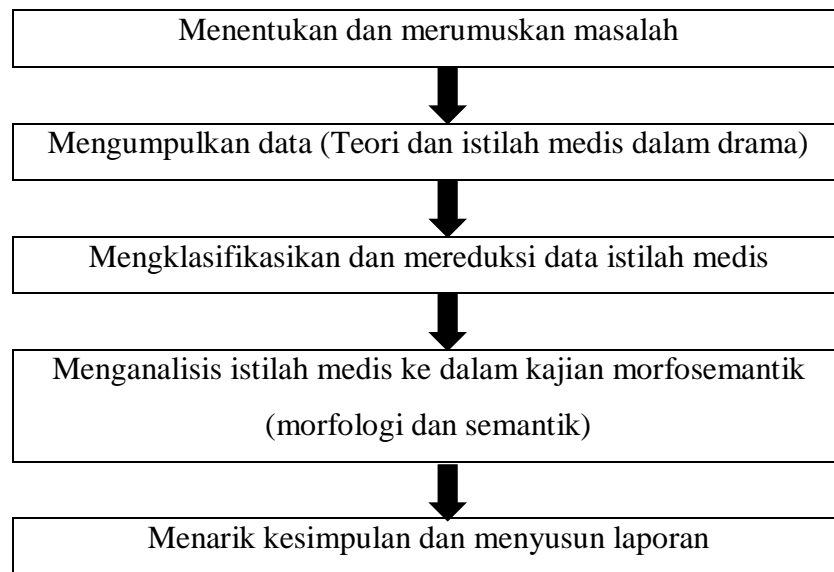 Menentukan dan merumuskan masalah
Mengumpulkan data (Teori dan istilah medis dalam drama)
Mengklasifikasikan dan mereduksi data istilah medis
Menganalisis istilah medis ke dalam kajian morfosemantik
(morfologi dan semantik)
Menarik kesimpulan dan menyusun laporan